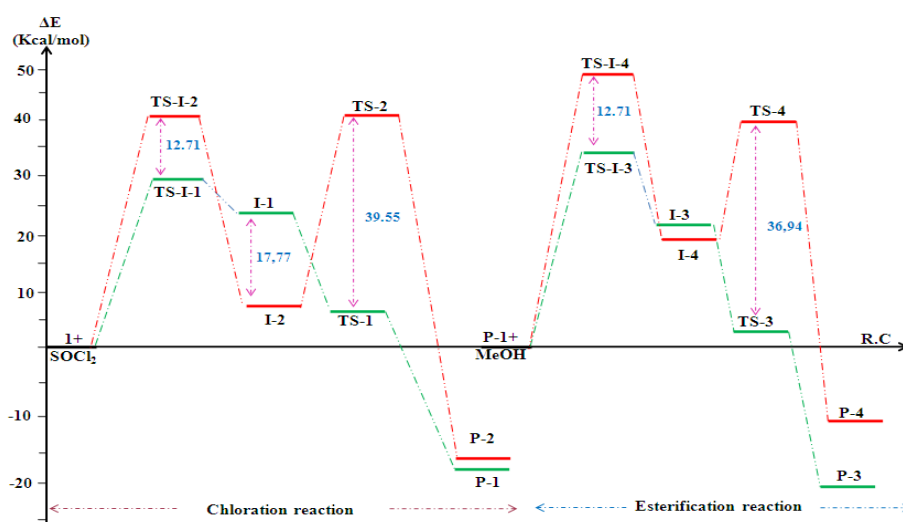 ΔE
(Kcal/mol)
50
40
30
20
10
-10
-20
TS-I-2
12.71
TS-I-1
I-1
17,77
I-2
TS-2
39.55
TS-1
1+
SOCl₂
P-2
P-1
TS-I-4
12.71
TS-I-3
I-3
I-4
TS-4
36,94
TS-3
P-1+
MeOH
R.C
P-4
P-3
Chloration reaction
Esterification reaction